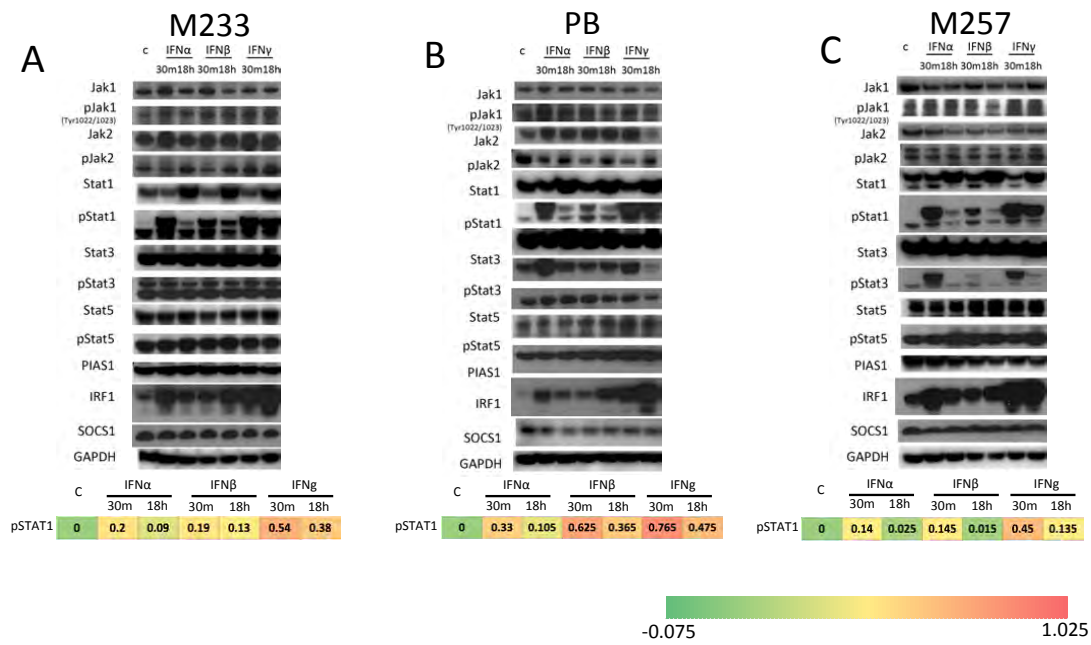 M233
A
c IFNα IFNβ IFNγ
30m18h 30m18h 30m18h
Jak1
pJak1
(Tyr1022/1023)
Jak2
pJak2
Stat1
pStat1
Stat3
pStat3
Stat5
pStat5
PIAS1
IRF1
SOCS1
GAPDH
C IFNα IFNβ IFNg
30m 18h 30m 18h 30m 18h
pSTAT1 0 0.2 0.09 0.19 0.13 0.54 0.38
PB
B
c IFNα IFNβ IFNγ
30m18h 30m18h 30m18h
Jak1
pJak1
(Tyr1022/1023)
Jak2
pJak2
Stat1
pStat1
Stat3
pStat3
Stat5
pStat5
PIAS1
IRF1
SOCS1
GAPDH
C IFNα IFNβ IFNg
30m 18h 30m 18h 30m 18h
pSTAT1 0 0.33 0.105 0.625 0.365 0.765 0.475
M257
C
c IFNα IFNβ IFNγ
30m18h 30m18h 30m18h
Jak1
pJak1
(Tyr1022/1023)
Jak2
pJak2
Stat1
pStat1
Stat3
pStat3
Stat5
pStat5
PIAS1
IRF1
SOCS1
GAPDH
C IFNα IFNβ IFNg
30m 18h 30m 18h 30m 18h
pSTAT1 0 0.14 0.025 0.145 0.015 0.45 0.135
-0.075 1.025